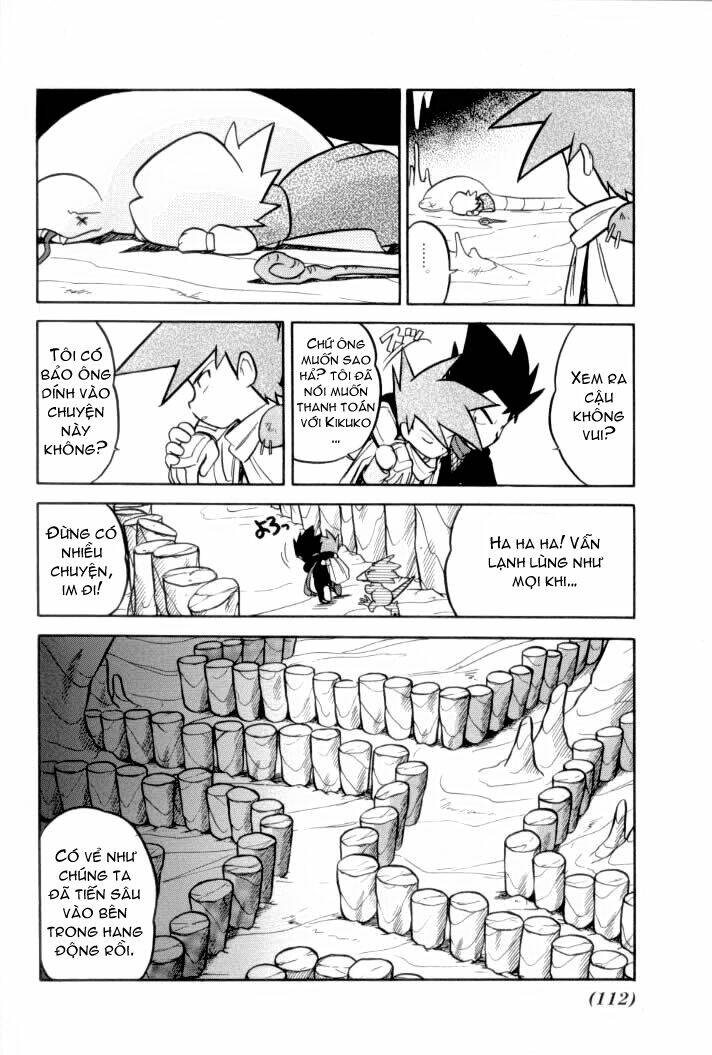 ......
XEM RA
CẬU
KHÔNG
VUI?
CHỨ ÔNG
MUỐN SAO
HẢ? TÔI ĐÃ
NÓI MUỐN
THANH TOÁN
VỚI KIKUKO
...
TÔI CÓ
BẢO ÔNG
DÍNH VÀO
CHUYỆN
NÀY
KHÔNG?
HA HA HA! VẪN
LẠNH LÙNG NHƯ
MỌI KHI...
よろっ
ĐỪNG CÓ
NHIỀU
CHUYỆN,
IM ĐI!
CÓ VẺ NHƯ
CHÚNG TA
ĐÃ TIẾN SÂU
VÀO BÊN
TRONG HANG
ĐỘNG RỒI.
(112)